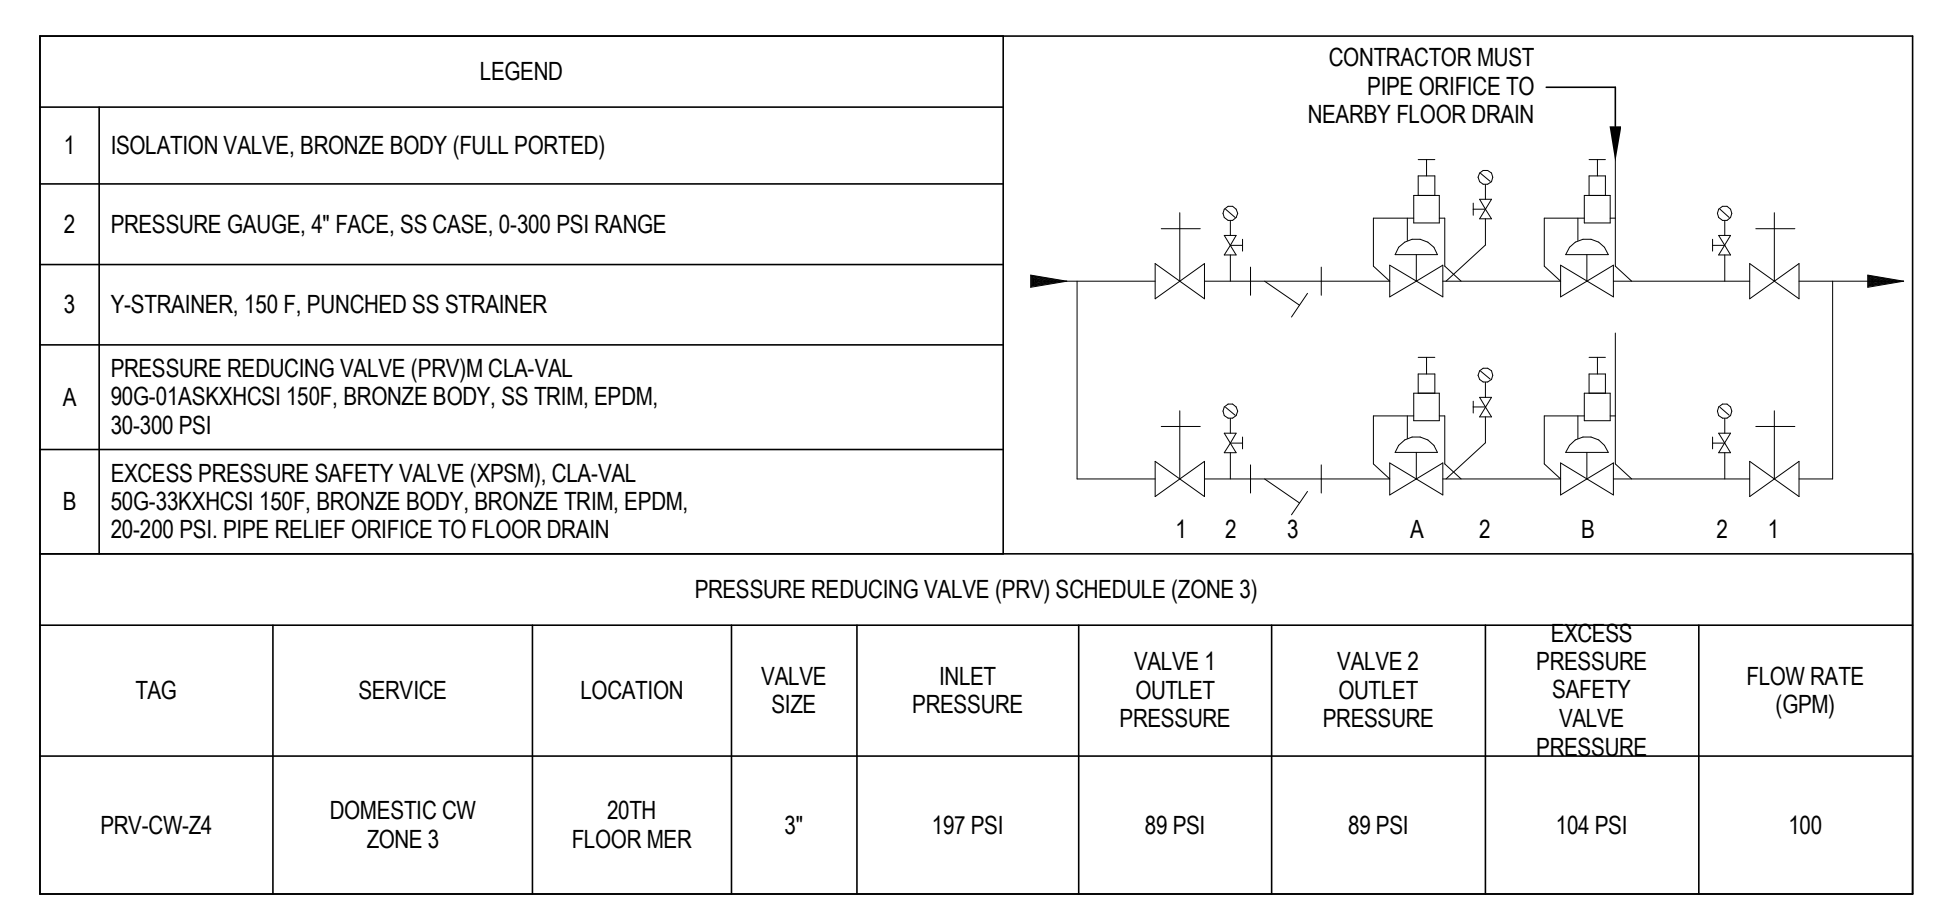 LEGEND
1
ISOLATION VALVE, BRONZE BODY (FULL PORTED)
2
PRESSURE GAUGE, 4" FACE, SS CASE, 0-300 PSI RANGE
3
Y-STRAINER, 150 F, PUNCHED SS STRAINER
A
PRESSURE REDUCING VALVE (PRV)M CLA-VAL
90G-01ASKXHCSI 150F, BRONZE BODY, SS TRIM, EPDM,
30-300 PSI
B
EXCESS PRESSURE SAFETY VALVE (XPSM), CLA-VAL
50G-33KXHCSI 150F, BRONZE BODY, BRONZE TRIM, EPDM,
20-200 PSI. PIPE RELIEF ORIFICE TO FLOOR DRAIN
CONTRACTOR MUST
PIPE ORIFICE TO
NEARBY FLOOR DRAIN
1 2 3 A 2 B 2 1
PRESSURE REDUCING VALVE (PRV) SCHEDULE (ZONE 3)
TAG
SERVICE
LOCATION
VALVE
SIZE
INLET
PRESSURE
VALVE 1
OUTLET
PRESSURE
VALVE 2
OUTLET
PRESSURE
EXCESS
PRESSURE
SAFETY
VALVE
PRESSURE
FLOW RATE
(GPM)
PRV-CW-Z4
DOMESTIC CW
ZONE 3
20TH
FLOOR MER
3"
197 PSI
89 PSI
89 PSI
104 PSI
100